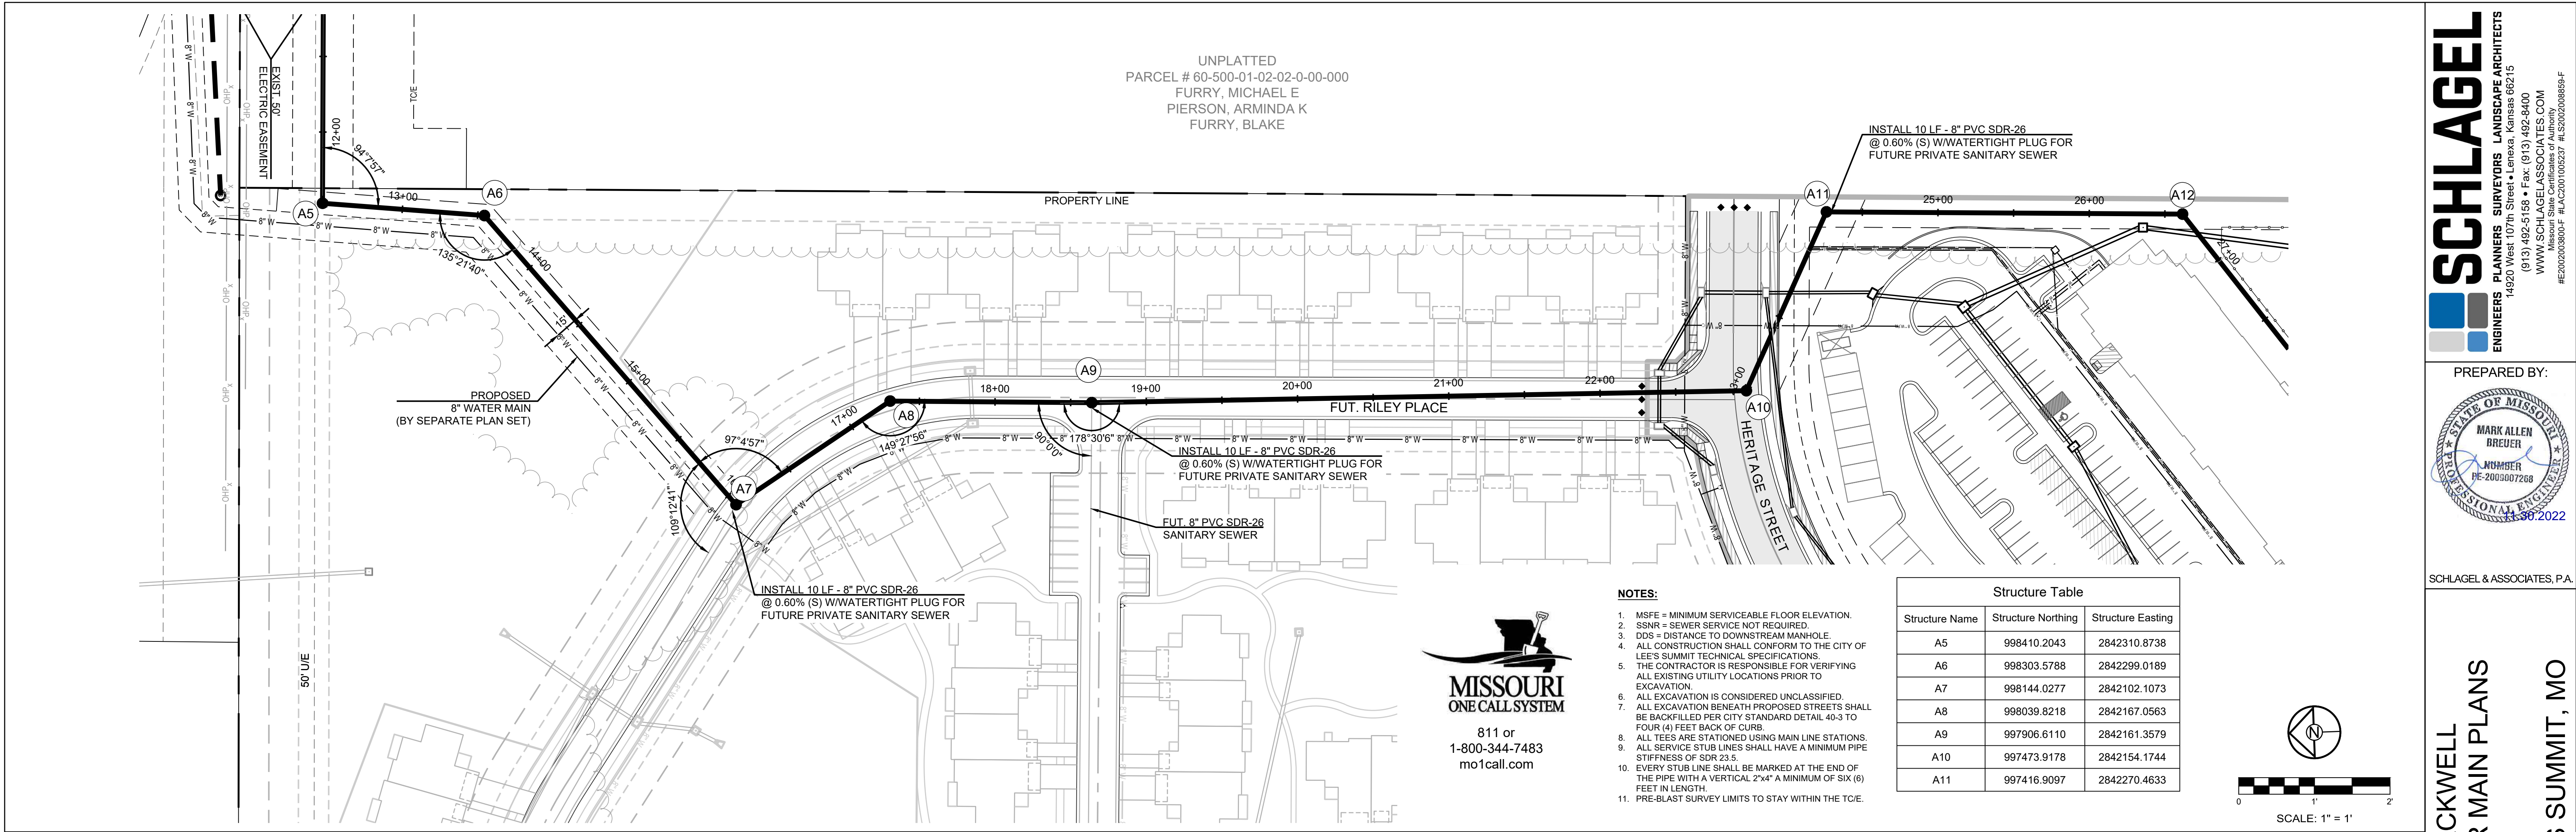 UNPLATTED
PARCEL # 60-500-01-02-02-0-00-000
FURRY, MICHAEL E
PIERSON, ARMINDA K
FURRY, BLAKE
EXIST. 50'
ELECTRIC EASEMENT
TC/E
OHP
8" W
12+00
94°7'57"
13+00
A5
A6
135°21'40"
14+00
15'
15+00
PROPERTY LINE
PROPOSED
8" WATER MAIN
(BY SEPARATE PLAN SET)
97°4'57"
A7
109°12'41"
17+00
A8
149°27'56"
18+00
A9
90°0'0"
178°30'6"
19+00
20+00
21+00
22+00
FUT. RILEY PLACE
A10
HERITAGE STREET
A11
25+00
26+00
A12
27+00
INSTALL 10 LF - 8" PVC SDR-26
@ 0.60% (S) W/WATERTIGHT PLUG FOR
FUTURE PRIVATE SANITARY SEWER
INSTALL 10 LF - 8" PVC SDR-26
@ 0.60% (S) W/WATERTIGHT PLUG FOR
FUTURE PRIVATE SANITARY SEWER
FUT. 8" PVC SDR-26
SANITARY SEWER
INSTALL 10 LF - 8" PVC SDR-26
@ 0.60% (S) W/WATERTIGHT PLUG FOR
FUTURE PRIVATE SANITARY SEWER
50' U/E
MISSOURI
ONE CALL SYSTEM
811 or
1-800-344-7483
mo1call.com
NOTES:
1. MSFE = MINIMUM SERVICEABLE FLOOR ELEVATION.
2. SSNR = SEWER SERVICE NOT REQUIRED.
3. DDS = DISTANCE TO DOWNSTREAM MANHOLE.
4. ALL CONSTRUCTION SHALL CONFORM TO THE CITY OF
LEE'S SUMMIT TECHNICAL SPECIFICATIONS.
5. THE CONTRACTOR IS RESPONSIBLE FOR VERIFYING
ALL EXISTING UTILITY LOCATIONS PRIOR TO
EXCAVATION.
6. ALL EXCAVATION IS CONSIDERED UNCLASSIFIED.
7. ALL EXCAVATION BENEATH PROPOSED STREETS SHALL
BE BACKFILLED PER CITY STANDARD DETAIL 40-3 TO
FOUR (4) FEET BACK OF CURB.
8. ALL TEES ARE STATIONED USING MAIN LINE STATIONS.
9. ALL SERVICE STUB LINES SHALL HAVE A MINIMUM PIPE
STIFFNESS OF SDR 23.5.
10. EVERY STUB LINE SHALL BE MARKED AT THE END OF
THE PIPE WITH A VERTICAL 2"x4" A MINIMUM OF SIX (6)
FEET IN LENGTH.
11. PRE-BLAST SURVEY LIMITS TO STAY WITHIN THE TC/E.
Structure Table
Structure Name Structure Northing Structure Easting
A5 998410.2043 2842310.8738
A6 998303.5788 2842299.0189
A7 998144.0277 2842102.1073
A8 998039.8218 2842167.0563
A9 997906.6110 2842161.3579
A10 997473.9178 2842154.1744
A11 997416.9097 2842270.4633
N
0 1' 2'
SCALE: 1" = 1'
SCHLAGEL
ENGINEERS PLANNERS SURVEYORS LANDSCAPE ARCHITECTS
14920 West 107th Street • Lenexa, Kansas 66215
(913) 492-5158 • Fax: (913) 492-8400
WWW.SCHLAGELASSOCIATES.COM
Missouri State Certificates of Authority
#E2002003800-F #LAC2001005237 #LS2002008859-F
PREPARED BY:
STATE OF MISSOURI
MARK ALLEN
BREUER
NUMBER
PE-2009007268
PROFESSIONAL ENGINEER
11.30.2022
SCHLAGEL & ASSOCIATES, P.A.
CKWELL
R MAIN PLANS
S SUMMIT, MO